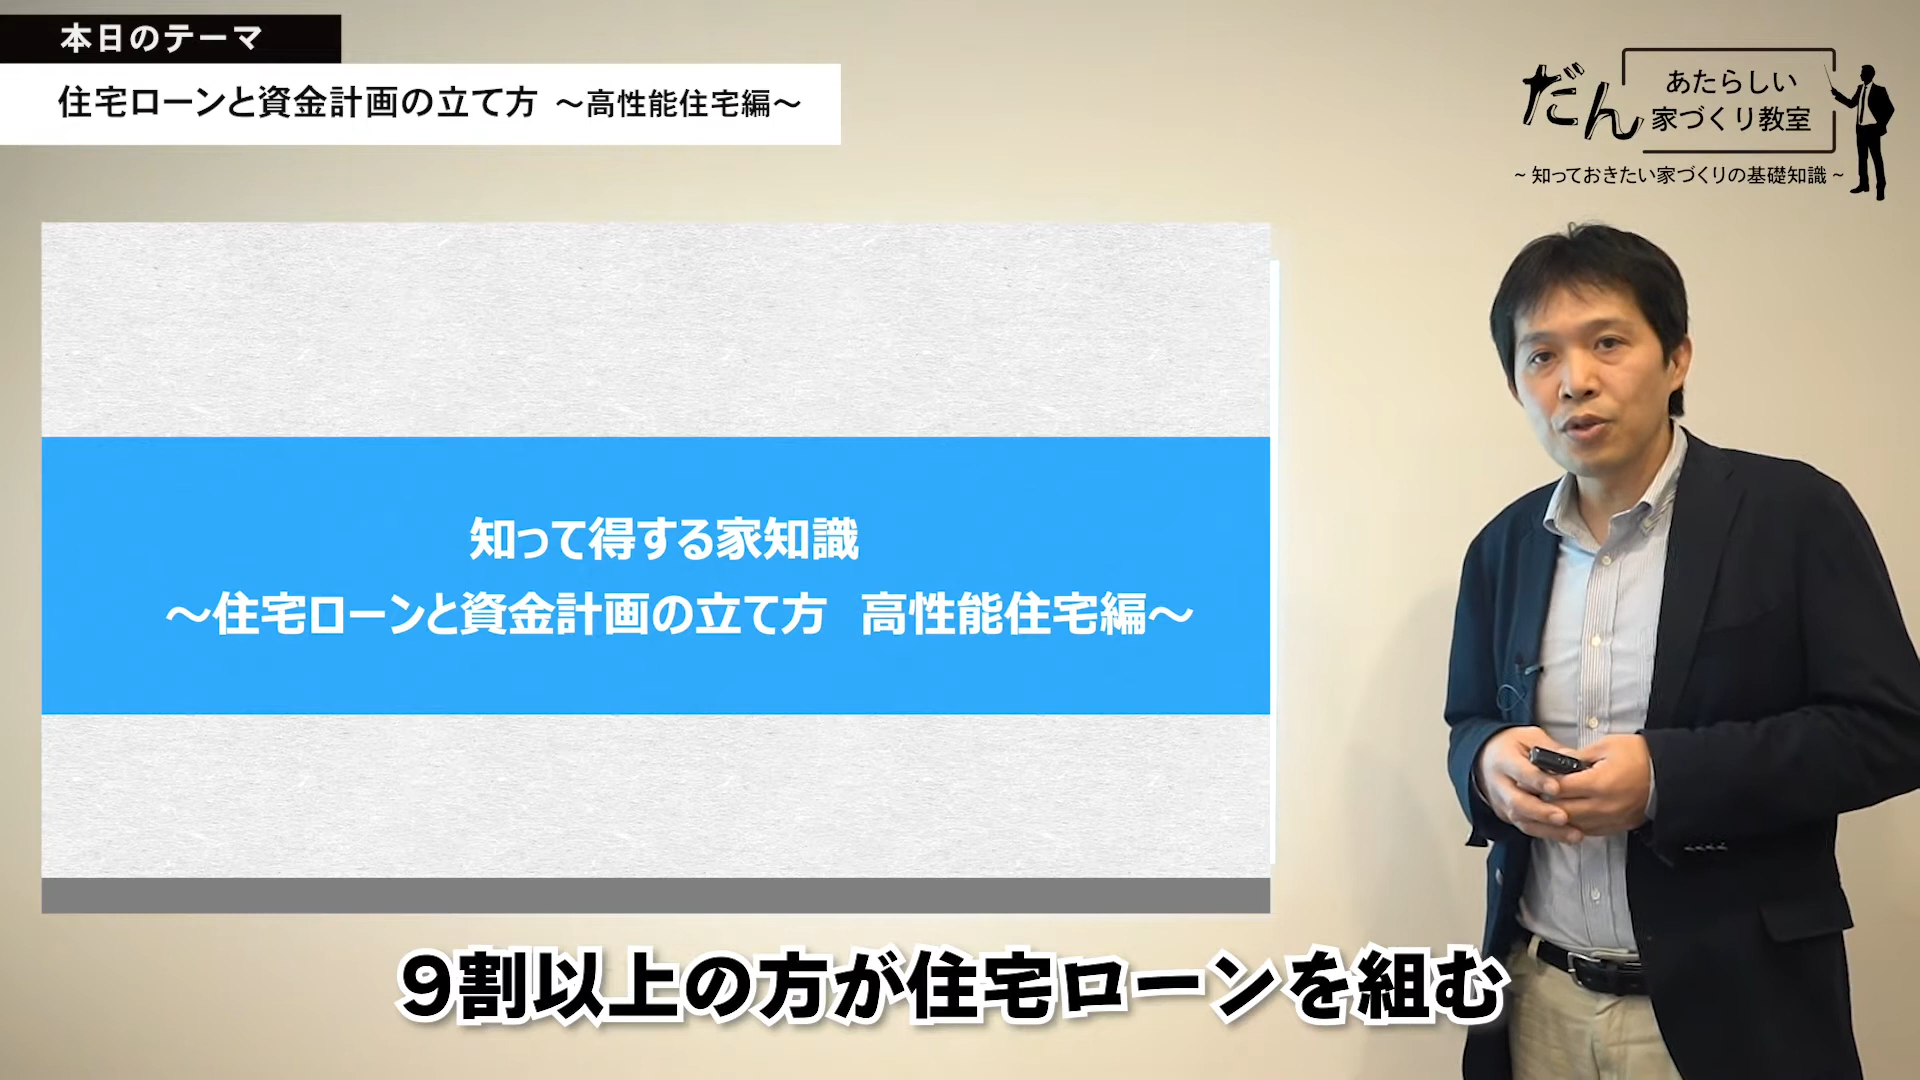 本日のテーマ
住宅ローンと資金計画の立て方 ～高性能住宅編～
だん
あたらしい
家づくり教室
~ 知っておきたい家づくりの基礎知識 ~
知って得する家知識
～住宅ローンと資金計画の立て方　高性能住宅編～
9割以上の方が住宅ローンを組む